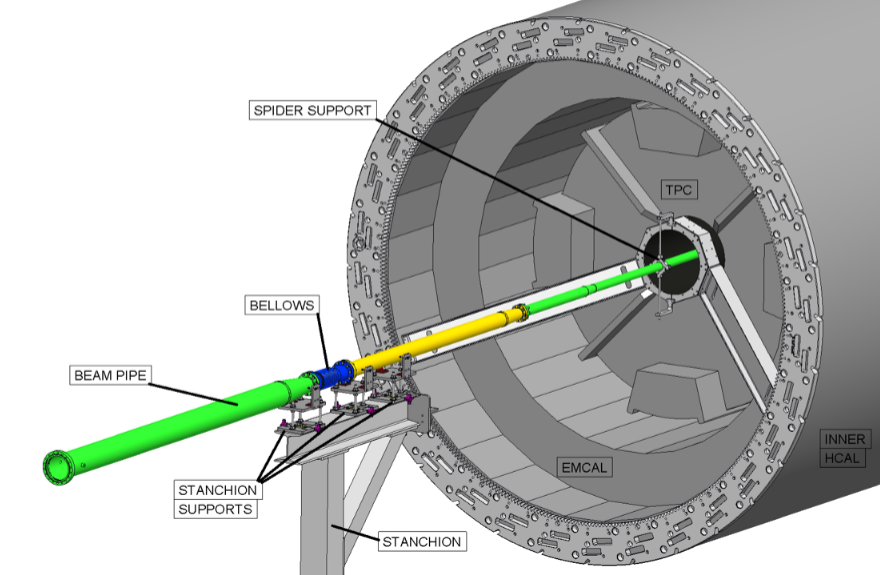 SPIDER SUPPORT
TPC
BELLOWS
BEAM PIPE
INNER
HCAL
EMCAL
STANCHION
SUPPORTS
STANCHION